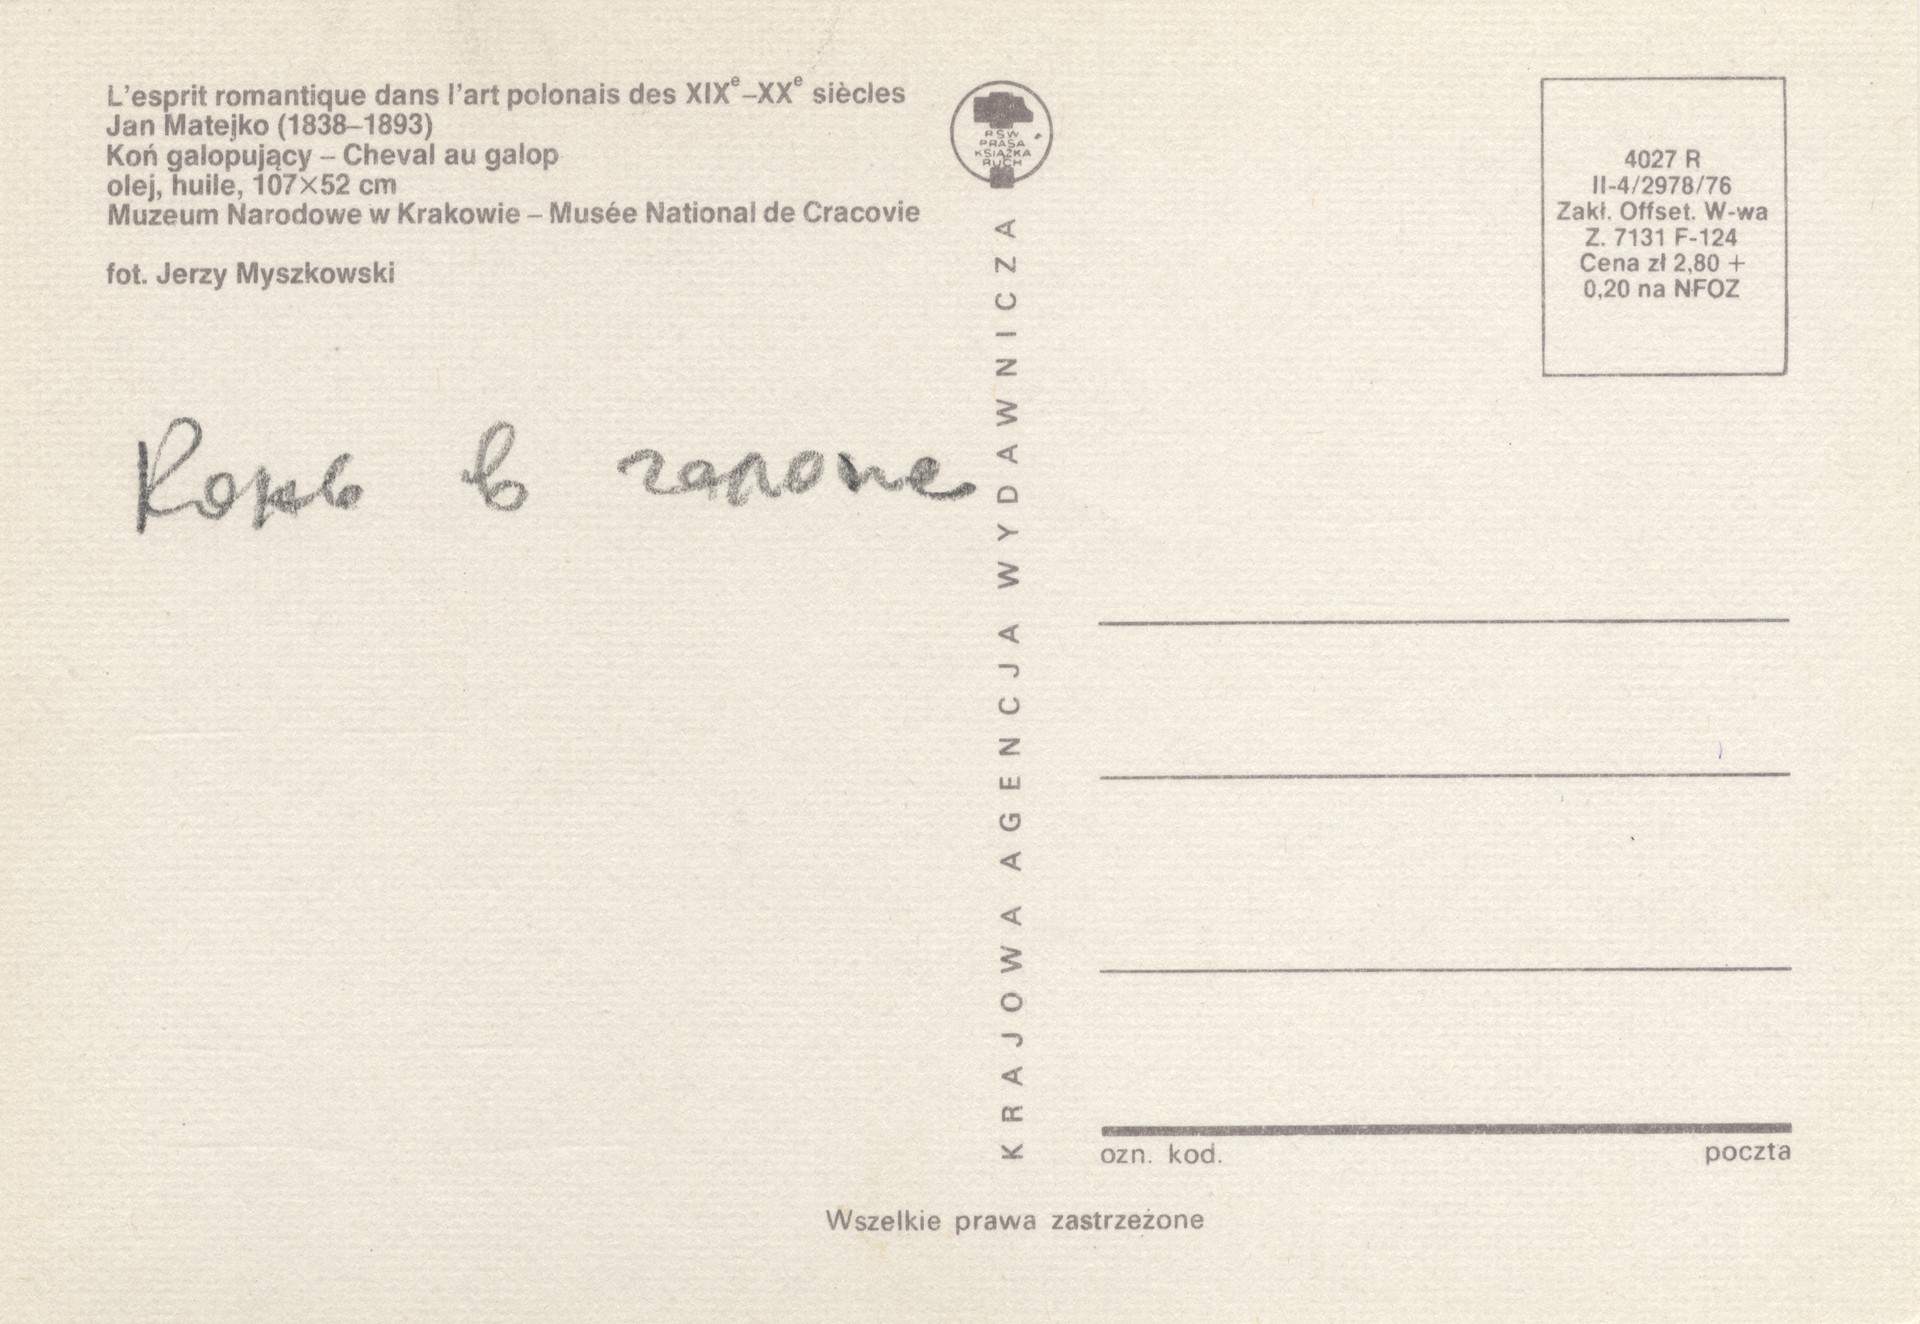 L'esprit romantique dans l'art polonais des XIXe–XXe siècles
Jan Matejko (1838–1893)
Koń galopujący – Cheval au galop
olej, huile, 107×52 cm
Muzeum Narodowe w Krakowie – Musée National de Cracovie
fot. Jerzy Myszkowski
Конь в галопе
RSW
PRASA
KSIĄŻKA
RUCH
KRAJOWA AGENCJA WYDAWNICZA
4027 R
II-4/2978/76
Zakł. Offset. W-wa
Z. 7131 F-124
Cena zł 2,80 +
0,20 na NFOZ
ozn. kod.
poczta
Wszelkie prawa zastrzeżone